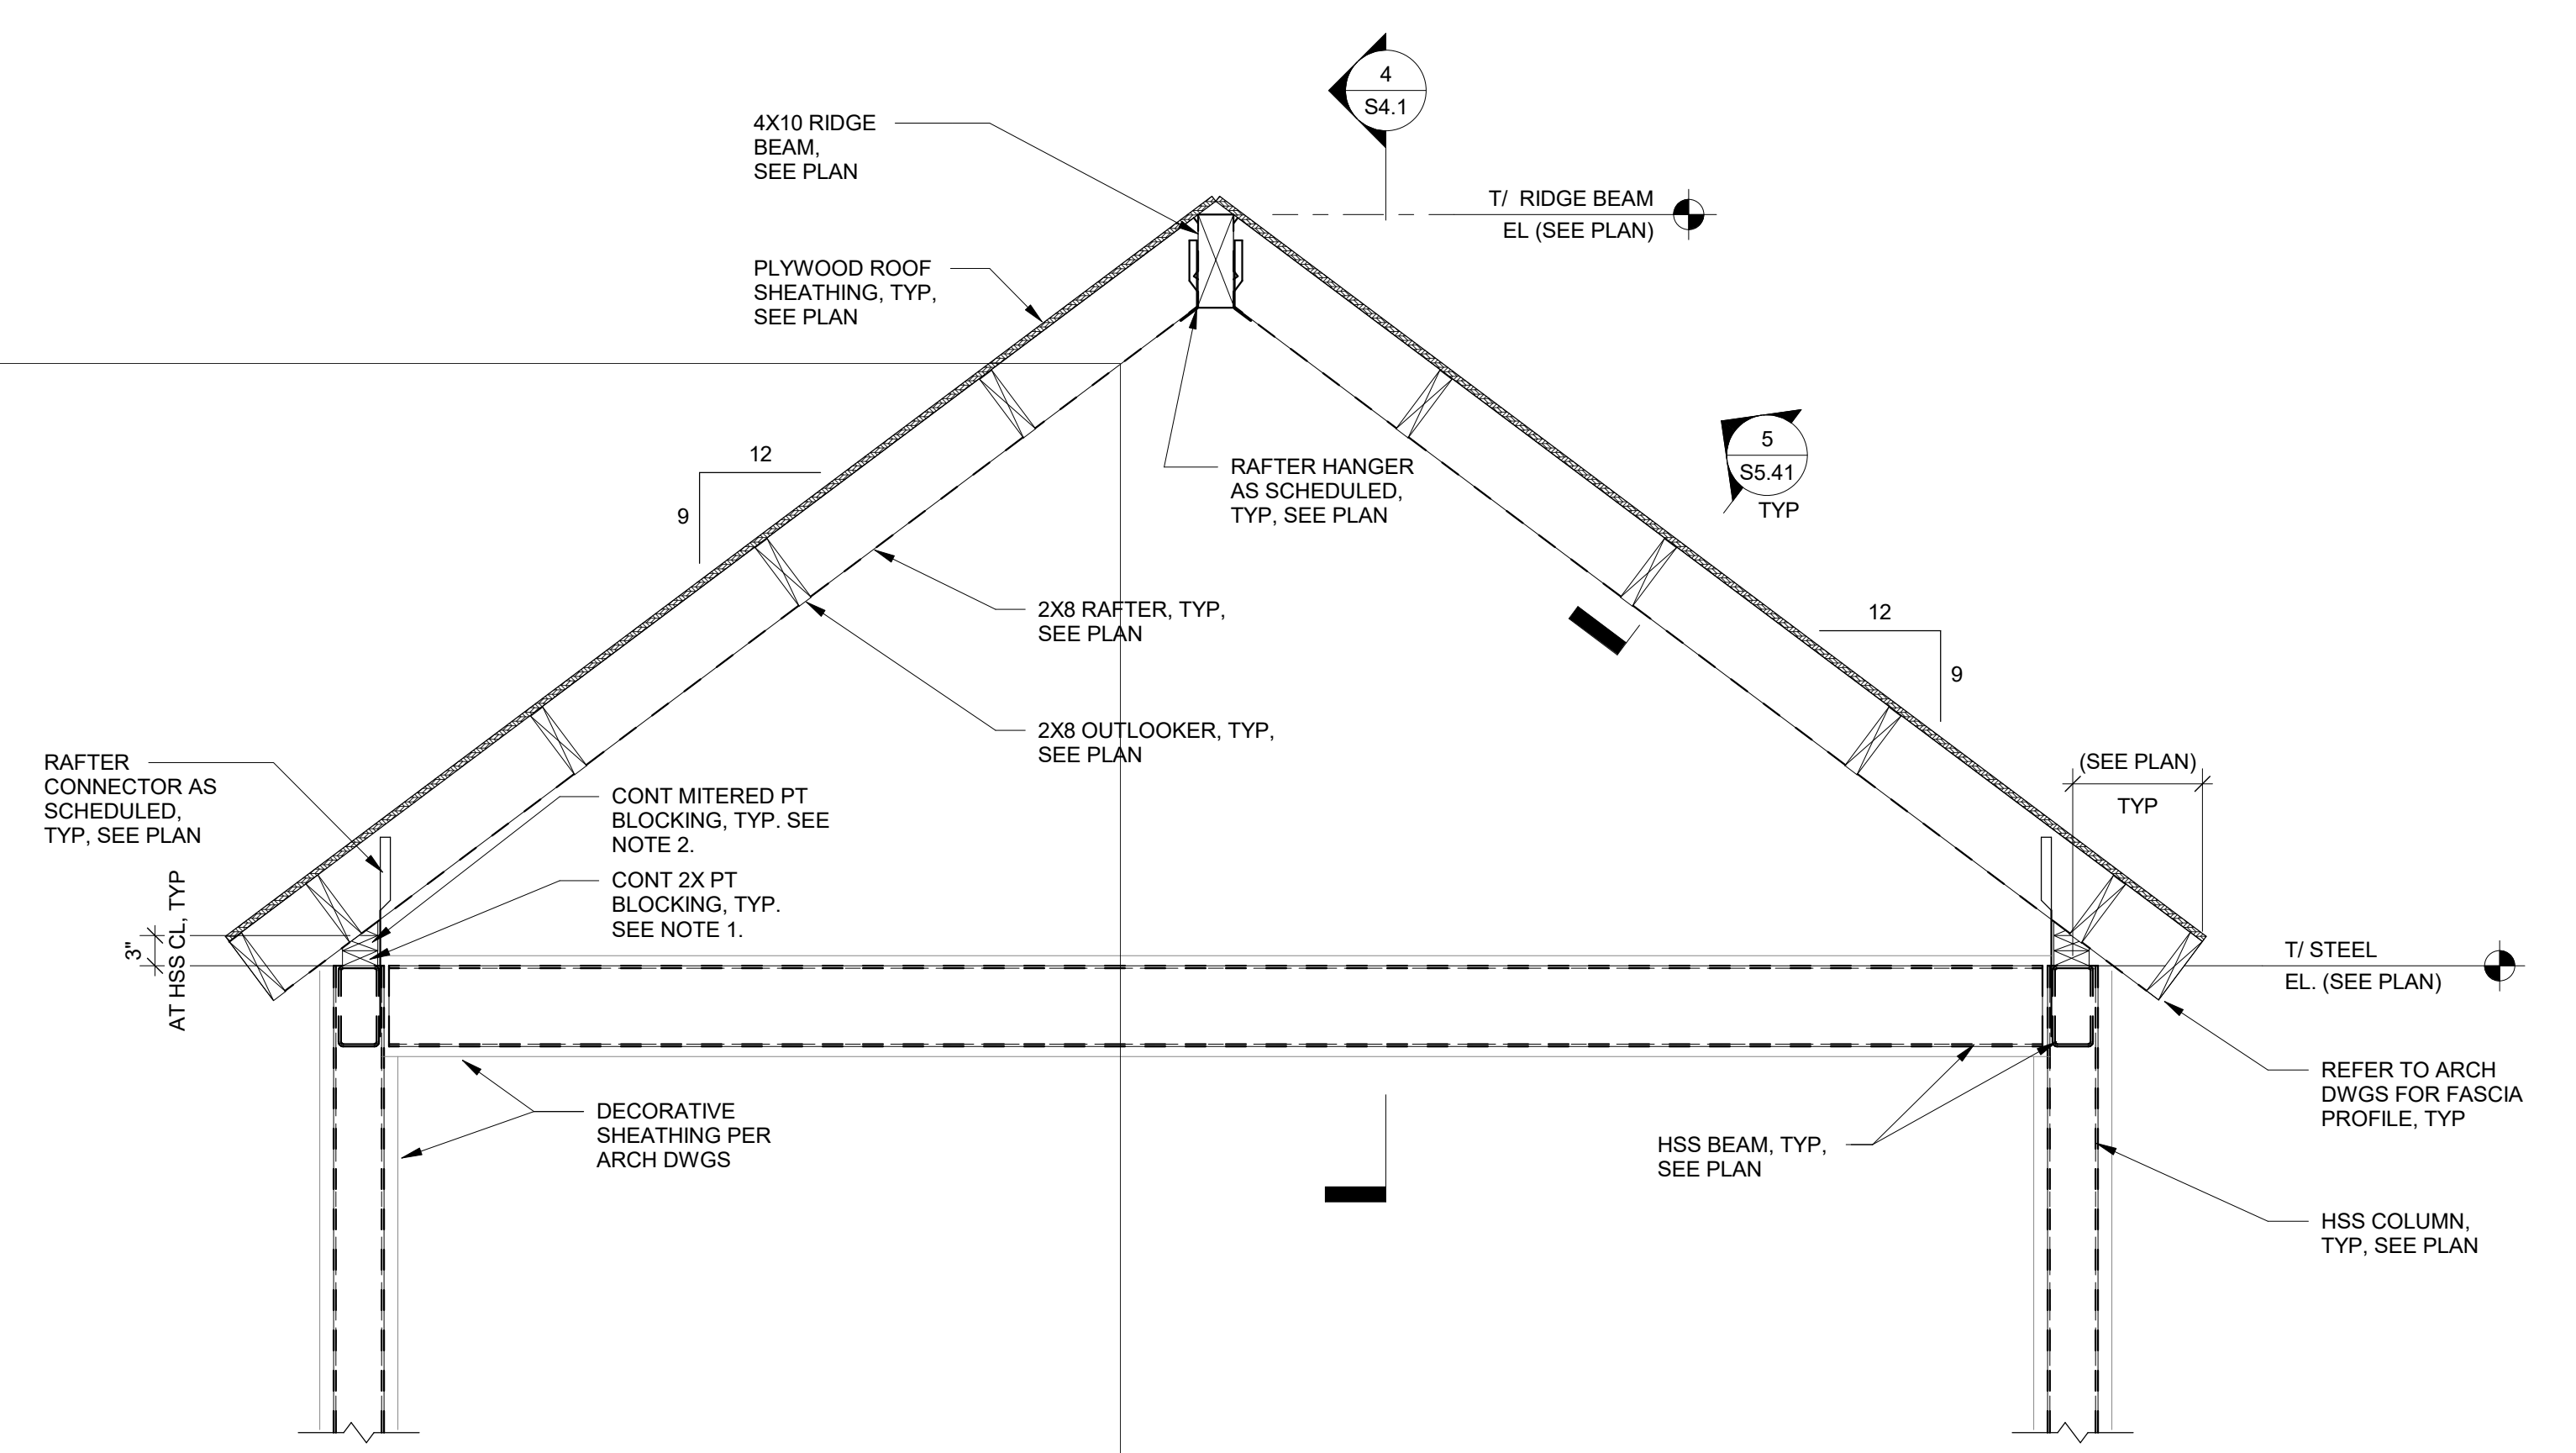 4
S4.1
4X10 RIDGE
BEAM,
SEE PLAN
T/ RIDGE BEAM
EL (SEE PLAN)
PLYWOOD ROOF
SHEATHING, TYP,
SEE PLAN
12
9
RAFTER HANGER
AS SCHEDULED,
TYP, SEE PLAN
5
S5.41
TYP
2X8 RAFTER, TYP,
SEE PLAN
12
9
2X8 OUTLOOKER, TYP,
SEE PLAN
RAFTER
CONNECTOR AS
SCHEDULED,
TYP, SEE PLAN
CONT MITERED PT
BLOCKING, TYP. SEE
NOTE 2.
CONT 2X PT
BLOCKING, TYP.
SEE NOTE 1.
(SEE PLAN)
TYP
3"
AT HSS CL, TYP
T/ STEEL
EL. (SEE PLAN)
DECORATIVE
SHEATHING PER
ARCH DWGS
HSS BEAM, TYP,
SEE PLAN
REFER TO ARCH
DWGS FOR FASCIA
PROFILE, TYP
HSS COLUMN,
TYP, SEE PLAN